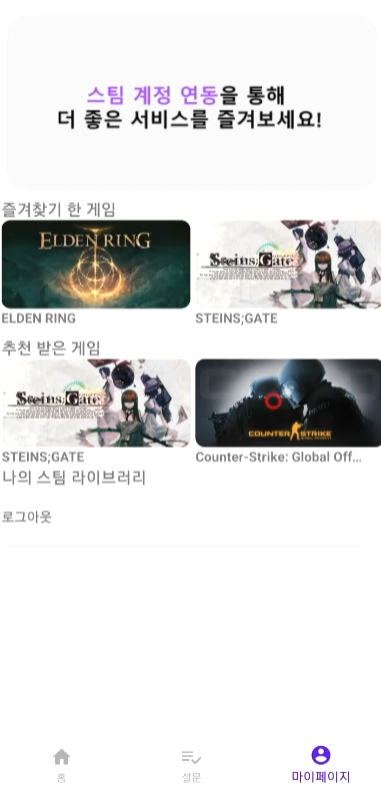 스팀 계정 연동을 통해
더 좋은 서비스를 즐겨보세요!
즐겨찾기 한 게임
ELDEN RING
Steins;Gate
ELDEN RING
STEINS;GATE
추천 받은 게임
Steins;Gate
COUNTER STRIKE
GLOBAL OFFENSIVE
STEINS;GATE
Counter-Strike: Global Off...
나의 스팀 라이브러리
로그아웃
홈
설문
마이페이지